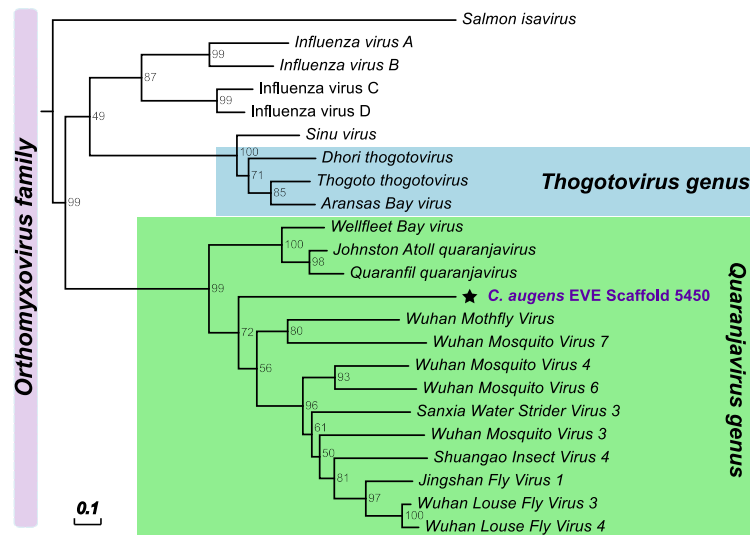 Orthomyxovirus family
Salmon isavirus
Influenza virus A
99
Influenza virus B
87
Influenza virus C
99
Influenza virus D
49
Sinu virus
100
Dhori thogotovirus
71
Thogoto thogotovirus
85
Aransas Bay virus
Thogotovirus genus
99
Wellfleet Bay virus
100
Johnston Atoll quaranjavirus
98
Quaranfil quaranjavirus
99
★ C. augens EVE Scaffold 5450
72
Wuhan Mothfly Virus
80
Wuhan Mosquito Virus 7
56
Wuhan Mosquito Virus 4
93
Wuhan Mosquito Virus 6
96
Sanxia Water Strider Virus 3
61
Wuhan Mosquito Virus 3
50
Shuangao Insect Virus 4
81
Jingshan Fly Virus 1
97
Wuhan Louse Fly Virus 3
100
Wuhan Louse Fly Virus 4
Quaranjavirus genus
0.1